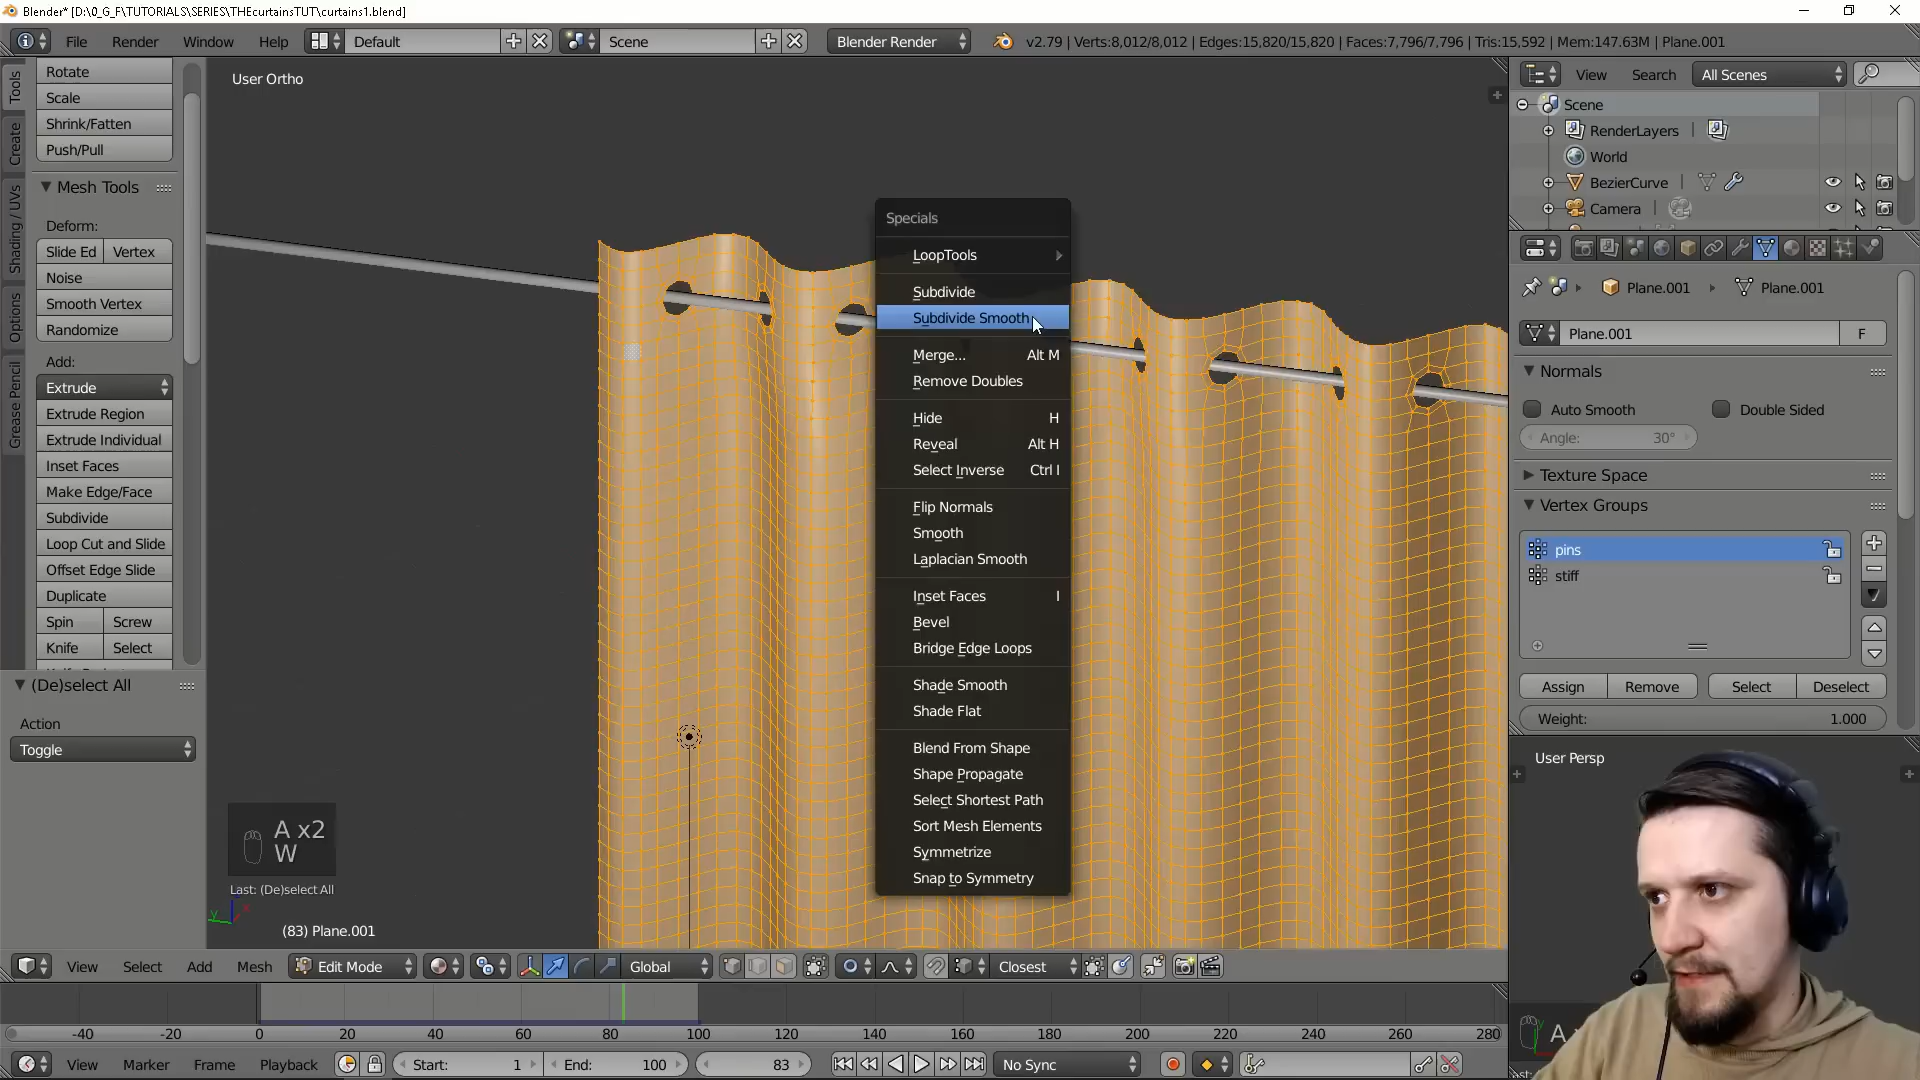 Blender* [D:\0_G_F\TUTORIALS\SERIES\THEcurtainsTUT\curtains1.blend]
File Render Window Help Default Scene Blender Render v2.79 | Verts:8,012/8,012 | Edges:15,820/15,820 | Faces:7,796/7,796 | Tris:15,592 | Mem:147.63M | Plane.001
Tools
Create
Shading / UVs
Options
Grease Pencil
Rotate
Scale
Shrink/Fatten
Push/Pull
Mesh Tools
Deform:
Slide Ed Vertex
Noise
Smooth Vertex
Randomize
Add:
Extrude
Extrude Region
Extrude Individual
Inset Faces
Make Edge/Face
Subdivide
Loop Cut and Slide
Offset Edge Slide
Duplicate
Spin Screw
Knife Select
(De)select All
Action
Toggle
User Ortho
Specials
LoopTools
Subdivide
Subdivide Smooth
Merge... Alt M
Remove Doubles
Hide H
Reveal Alt H
Select Inverse Ctrl I
Flip Normals
Smooth
Laplacian Smooth
Inset Faces I
Bevel
Bridge Edge Loops
Shade Smooth
Shade Flat
Blend From Shape
Shape Propagate
Select Shortest Path
Sort Mesh Elements
Symmetrize
Snap to Symmetry
A x2
W
Last: (De)select All
(83) Plane.001
View Select Add Mesh Edit Mode Global Closest
-40 -20 0 20 40 60 80 100 120 140 160 180 200 220 240 260 280
View Marker Frame Playback Start: 1 End: 100 83 No Sync
View Search All Scenes
Scene
RenderLayers
World
BezierCurve
Camera
Plane.001 Plane.001
Plane.001 F
Normals
Auto Smooth Double Sided
Angle: 30°
Texture Space
Vertex Groups
pins
stiff
Assign Remove Select Deselect
Weight: 1.000
User Persp